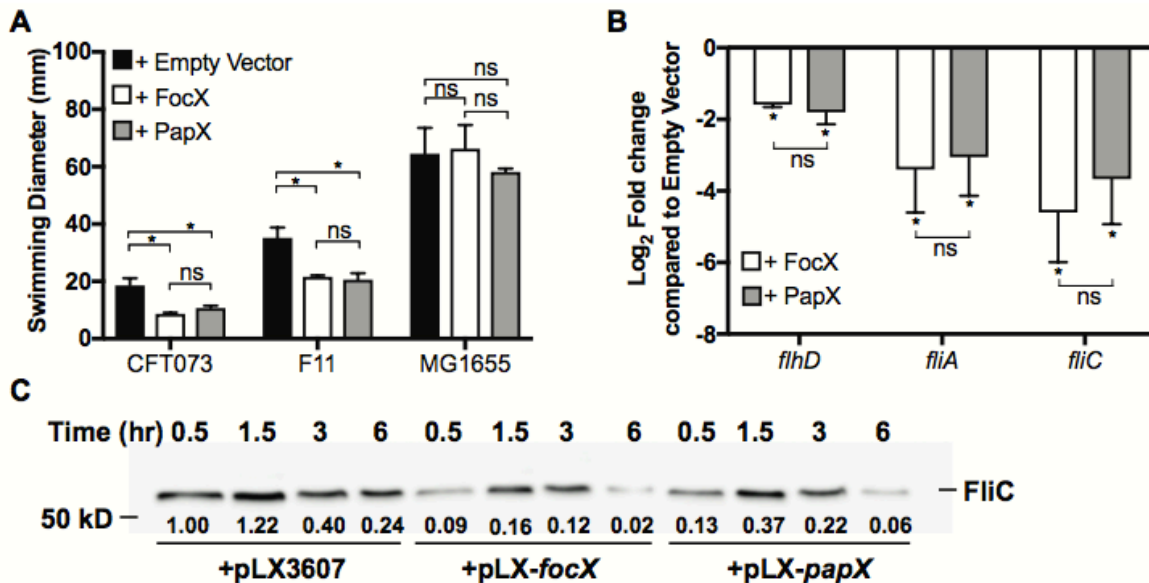 A
Swimming Diameter (mm)
100
80
60
40
20
0
+ Empty Vector
+ FocX
+ PapX
*
*
ns
*
*
ns
ns
ns
ns
CFT073
F11
MG1655
B
Log2 Fold change
compared to Empty Vector
0
-2
-4
-6
-8
*
*
ns
*
*
ns
*
*
ns
+ FocX
+ PapX
flhD
fliA
fliC
C
Time (hr) 0.5 1.5 3 6 0.5 1.5 3 6 0.5 1.5 3 6
FliC
50 kD
1.00 1.22 0.40 0.24 0.09 0.16 0.12 0.02 0.13 0.37 0.22 0.06
+pLX3607 +pLX-focX +pLX-papX